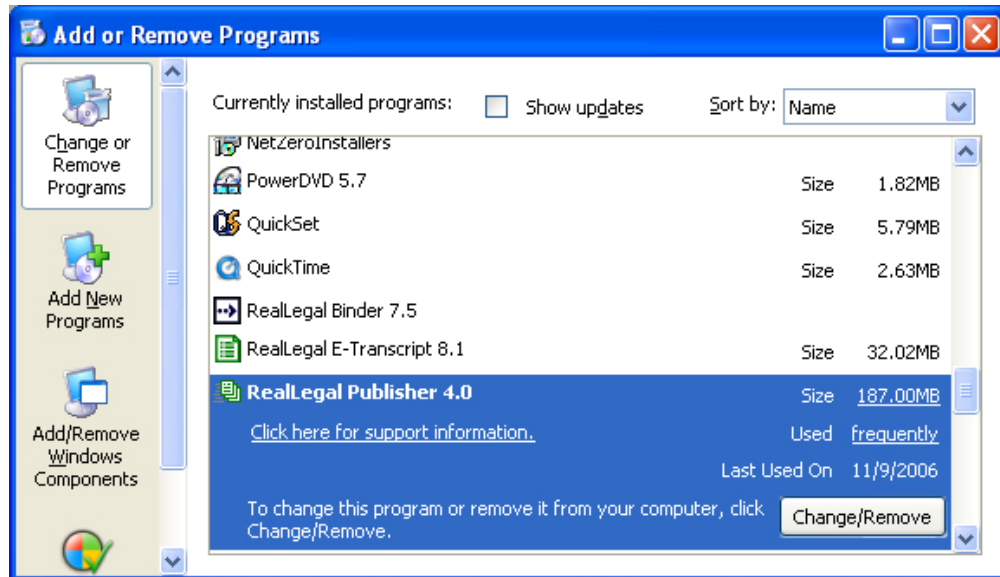 Add or Remove Programs
Change or
Remove
Programs
Add New
Programs
Add/Remove
Windows
Components
Currently installed programs:
Show updates
Sort by:
Name
NetZeroInstallers
PowerDVD 5.7 Size 1.82MB
QuickSet Size 5.79MB
QuickTime Size 2.63MB
RealLegal Binder 7.5
RealLegal E-Transcript 8.1 Size 32.02MB
RealLegal Publisher 4.0 Size 187.00MB
Click here for support information. Used frequently
Last Used On 11/9/2006
To change this program or remove it from your computer, click
Change/Remove.
Change/Remove